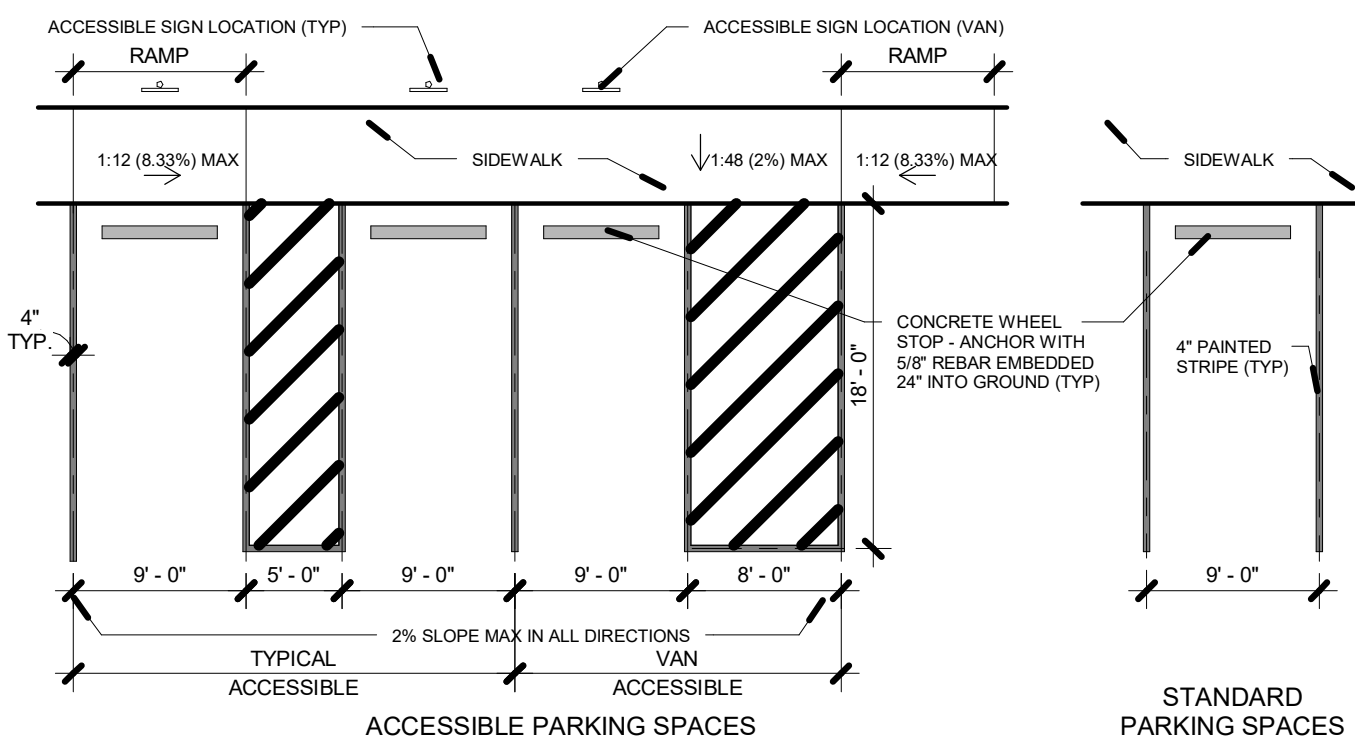 ACCESSIBLE SIGN LOCATION (TYP)
ACCESSIBLE SIGN LOCATION (VAN)
RAMP
RAMP
1:12 (8.33%) MAX
SIDEWALK
1:48 (2%) MAX
1:12 (8.33%) MAX
SIDEWALK
4"
TYP.
18' - 0"
CONCRETE WHEEL
STOP - ANCHOR WITH
5/8" REBAR EMBEDDED
24" INTO GROUND (TYP)
4" PAINTED
STRIPE (TYP)
9' - 0"
5' - 0"
9' - 0"
9' - 0"
8' - 0"
9' - 0"
2% SLOPE MAX IN ALL DIRECTIONS
TYPICAL
ACCESSIBLE
VAN
ACCESSIBLE
ACCESSIBLE PARKING SPACES
STANDARD
PARKING SPACES